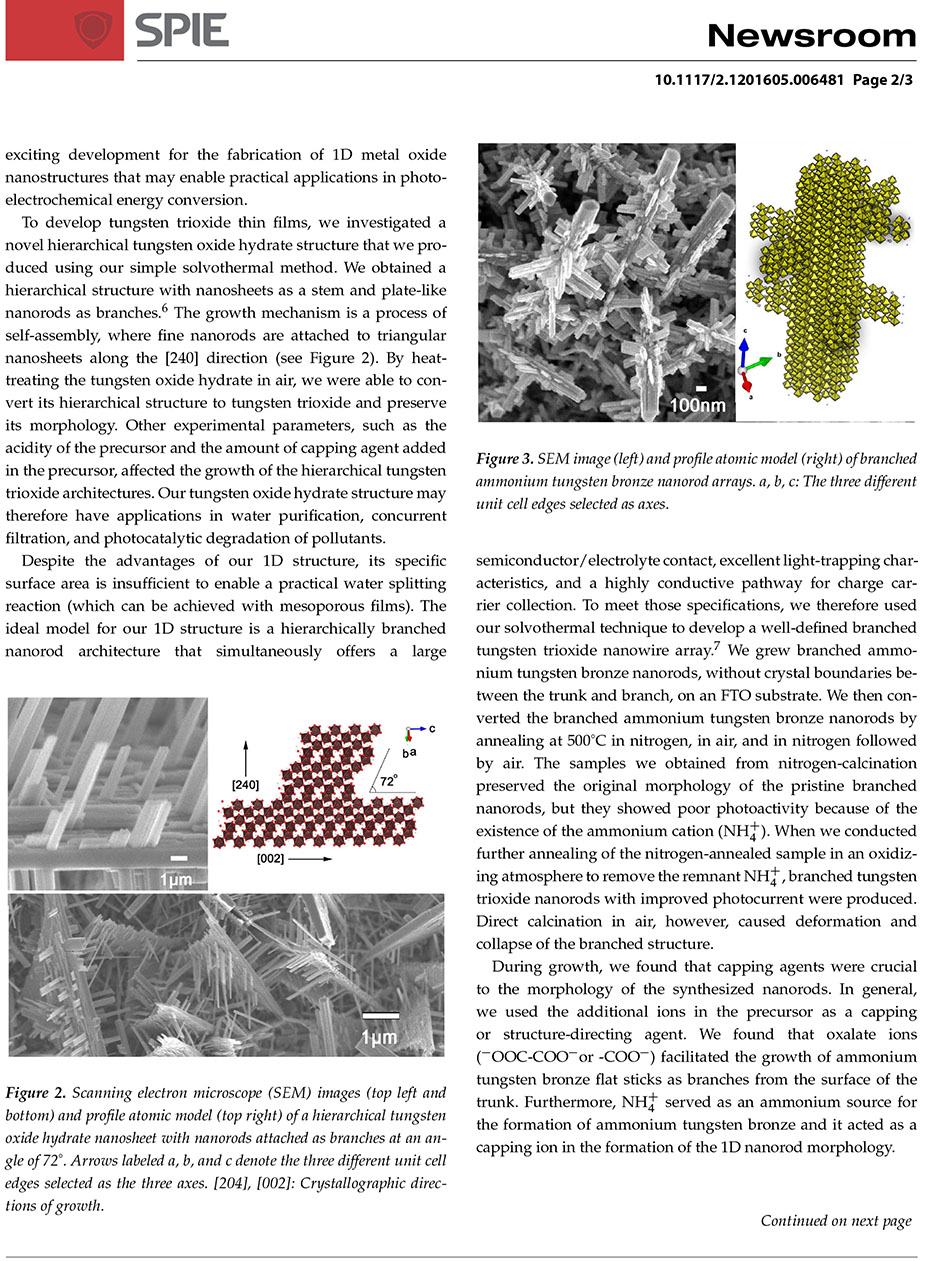 SPIE
Newsroom
10.1117/2.1201605.006481 Page 2/3
exciting development for the fabrication of 1D metal oxide
nanostructures that may enable practical applications in photo-
electrochemical energy conversion.
To develop tungsten trioxide thin films, we investigated a
novel hierarchical tungsten oxide hydrate structure that we pro-
duced using our simple solvothermal method. We obtained a
hierarchical structure with nanosheets as a stem and plate-like
nanorods as branches.⁶ The growth mechanism is a process of
self-assembly, where fine nanorods are attached to triangular
nanosheets along the [240] direction (see Figure 2). By heat-
treating the tungsten oxide hydrate in air, we were able to con-
vert its hierarchical structure to tungsten trioxide and preserve
its morphology. Other experimental parameters, such as the
acidity of the precursor and the amount of capping agent added
in the precursor, affected the growth of the hierarchical tungsten
trioxide architectures. Our tungsten oxide hydrate structure may
therefore have applications in water purification, concurrent
filtration, and photocatalytic degradation of pollutants.
Despite the advantages of our 1D structure, its specific
surface area is insufficient to enable a practical water splitting
reaction (which can be achieved with mesoporous films). The
ideal model for our 1D structure is a hierarchically branched
nanorod architecture that simultaneously offers a large
1μm
[240]
[002]
72°
c
b
a
1μm
Figure 2. Scanning electron microscope (SEM) images (top left and
bottom) and profile atomic model (top right) of a hierarchical tungsten
oxide hydrate nanosheet with nanorods attached as branches at an an-
gle of 72°. Arrows labeled a, b, and c denote the three different unit cell
edges selected as the three axes. [204], [002]: Crystallographic direc-
tions of growth.
100nm
c
b
a
Figure 3. SEM image (left) and profile atomic model (right) of branched
ammonium tungsten bronze nanorod arrays. a, b, c: The three different
unit cell edges selected as axes.
semiconductor/electrolyte contact, excellent light-trapping char-
acteristics, and a highly conductive pathway for charge car-
rier collection. To meet those specifications, we therefore used
our solvothermal technique to develop a well-defined branched
tungsten trioxide nanowire array.⁷ We grew branched ammo-
nium tungsten bronze nanorods, without crystal boundaries be-
tween the trunk and branch, on an FTO substrate. We then con-
verted the branched ammonium tungsten bronze nanorods by
annealing at 500°C in nitrogen, in air, and in nitrogen followed
by air. The samples we obtained from nitrogen-calcination
preserved the original morphology of the pristine branched
nanorods, but they showed poor photoactivity because of the
existence of the ammonium cation (NH₄⁺). When we conducted
further annealing of the nitrogen-annealed sample in an oxidiz-
ing atmosphere to remove the remnant NH₄⁺, branched tungsten
trioxide nanorods with improved photocurrent were produced.
Direct calcination in air, however, caused deformation and
collapse of the branched structure.
During growth, we found that capping agents were crucial
to the morphology of the synthesized nanorods. In general,
we used the additional ions in the precursor as a capping
or structure-directing agent. We found that oxalate ions
(⁻OOC-COO⁻or -COO⁻) facilitated the growth of ammonium
tungsten bronze flat sticks as branches from the surface of the
trunk. Furthermore, NH₄⁺ served as an ammonium source for
the formation of ammonium tungsten bronze and it acted as a
capping ion in the formation of the 1D nanorod morphology.
Continued on next page